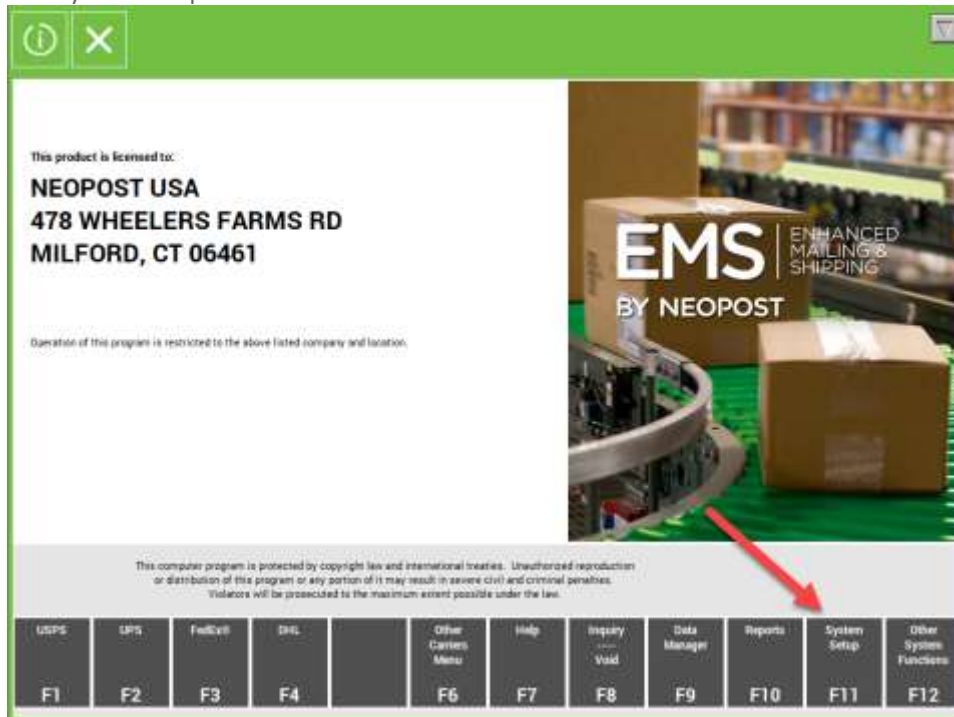 This product is licensed to:
NEOPOST USA
478 WHEELERS FARMS RD
MILFORD, CT 06461
Operation of this program is restricted to the above listed company and location.
EMS
ENHANCED
MAILING &
SHIPPING
BY NEOPOST
This computer program is protected by copyright law and international treaties. Unauthorized reproduction
or distribution of this program or any portion of it may result in severe civil and criminal penalties.
Violators will be prosecuted to the maximum extent possible under the law.
USPS
F1
UPS
F2
FedEx®
F3
DHL
F4
Other
Carriers
Menu
F6
Help
F7
Inquiry
----
Void
F8
Data
Manager
F9
Reports
F10
System
Setup
F11
Other
System
Functions
F12